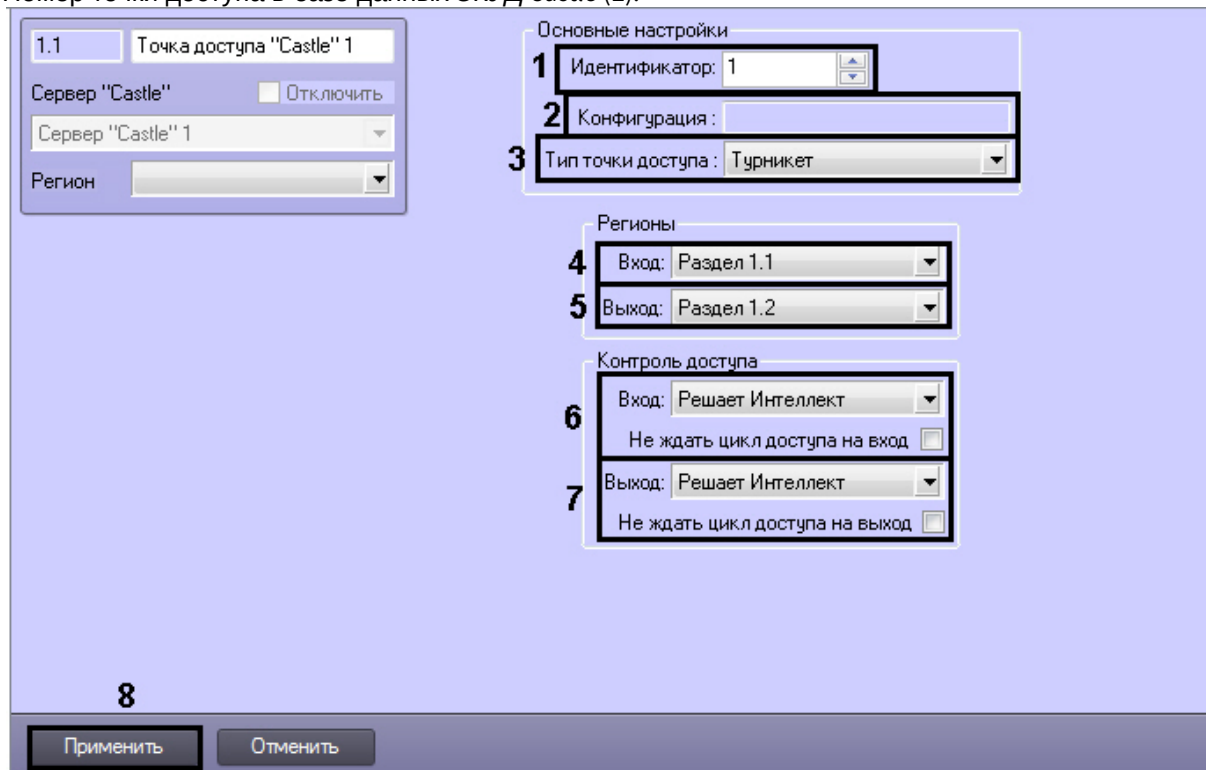 1.1 Точка доступа "Castle" 1
Сервер "Castle" Отключить
Сервер "Castle" 1
Регион
Основные настройки
1 Идентификатор: 1
2 Конфигурация :
3 Тип точки доступа : Турникет
Регионы
4 Вход: Раздел 1.1
5 Выход: Раздел 1.2
Контроль доступа
6 Вход: Решает Интеллект
Не ждать цикл доступа на вход
7 Выход: Решает Интеллект
Не ждать цикл доступа на выход
8
Применить Отменить